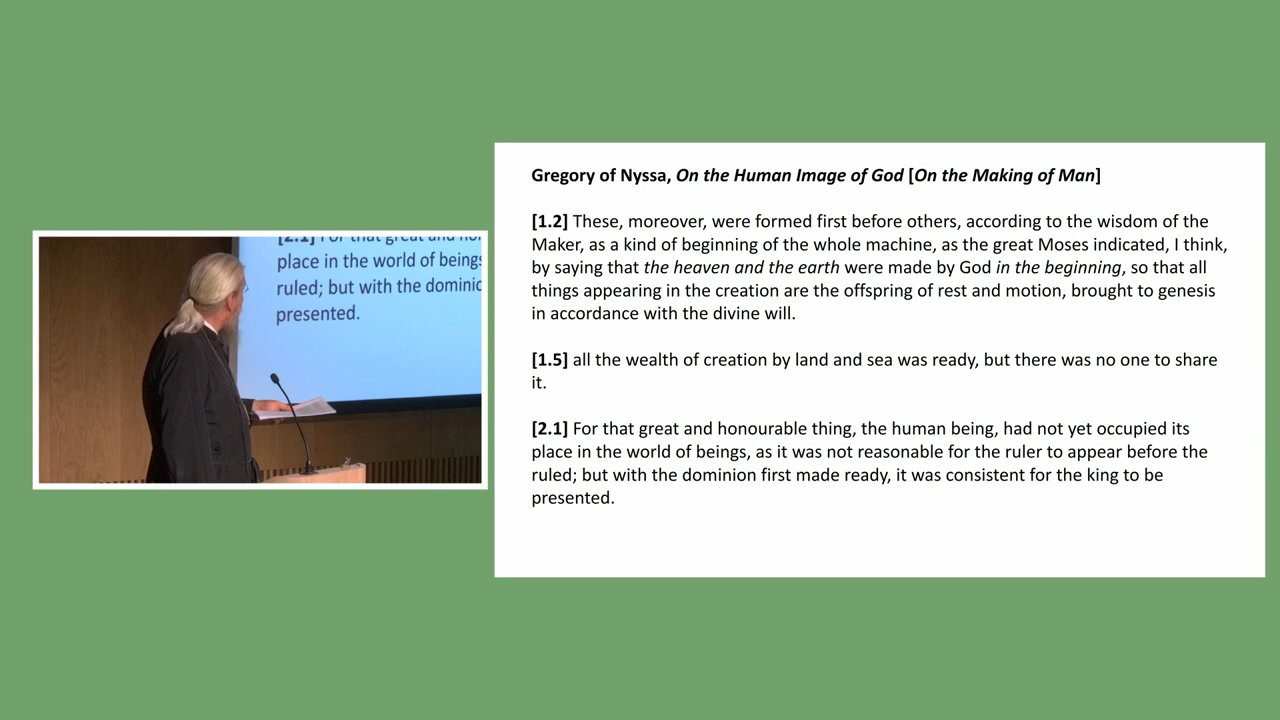 [2.1] For that great and hon
place in the world of beings
ruled; but with the dominic
presented.
Gregory of Nyssa, On the Human Image of God [On the Making of Man]
[1.2] These, moreover, were formed first before others, according to the wisdom of the
Maker, as a kind of beginning of the whole machine, as the great Moses indicated, I think,
by saying that the heaven and the earth were made by God in the beginning, so that all
things appearing in the creation are the offspring of rest and motion, brought to genesis
in accordance with the divine will.
[1.5] all the wealth of creation by land and sea was ready, but there was no one to share
it.
[2.1] For that great and honourable thing, the human being, had not yet occupied its
place in the world of beings, as it was not reasonable for the ruler to appear before the
ruled; but with the dominion first made ready, it was consistent for the king to be
presented.